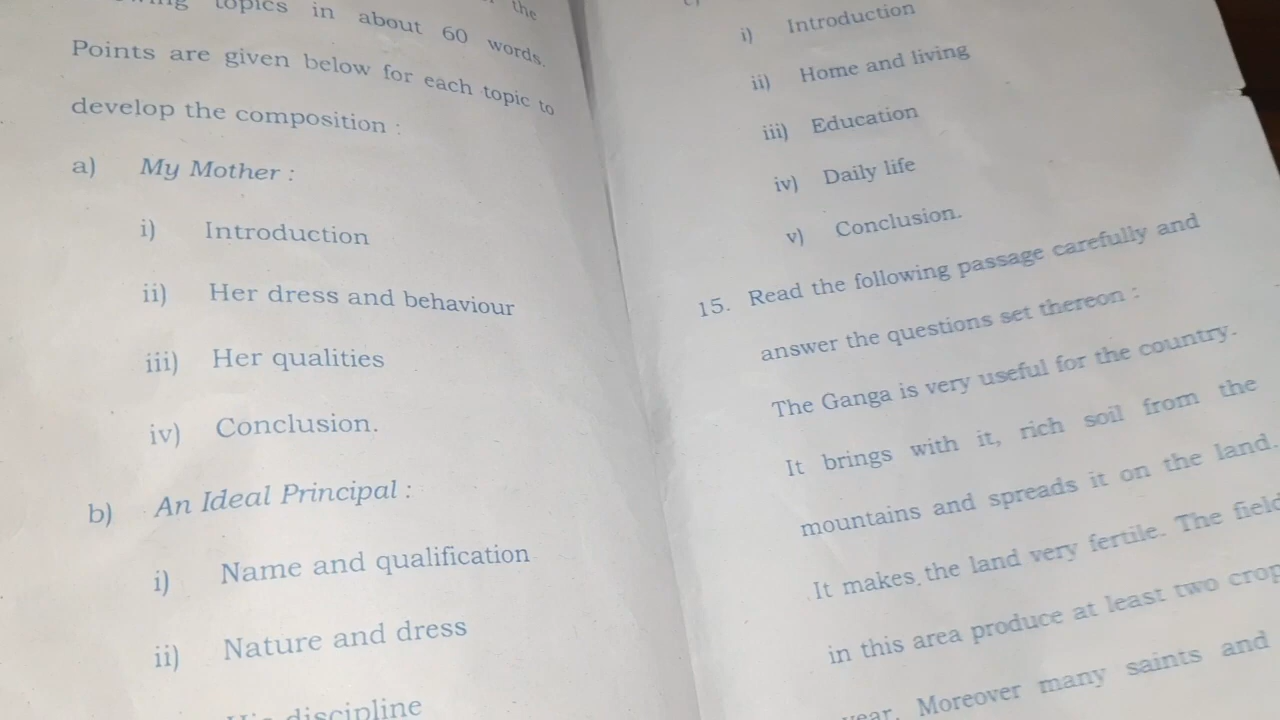 topics in about 60 words.
Points are given below for each topic to
develop the composition :
a) My Mother :
i) Introduction
ii) Her dress and behaviour
iii) Her qualities
iv) Conclusion.
b) An Ideal Principal :
i) Name and qualification
ii) Nature and dress
discipline
i) Introduction
ii) Home and living
iii) Education
iv) Daily life
v) Conclusion.
15. Read the following passage carefully and
answer the questions set thereon :
The Ganga is very useful for the country.
It brings with it, rich soil from the
mountains and spreads it on the land.
It makes the land very fertile. The field
in this area produce at least two crop
year. Moreover many saints and